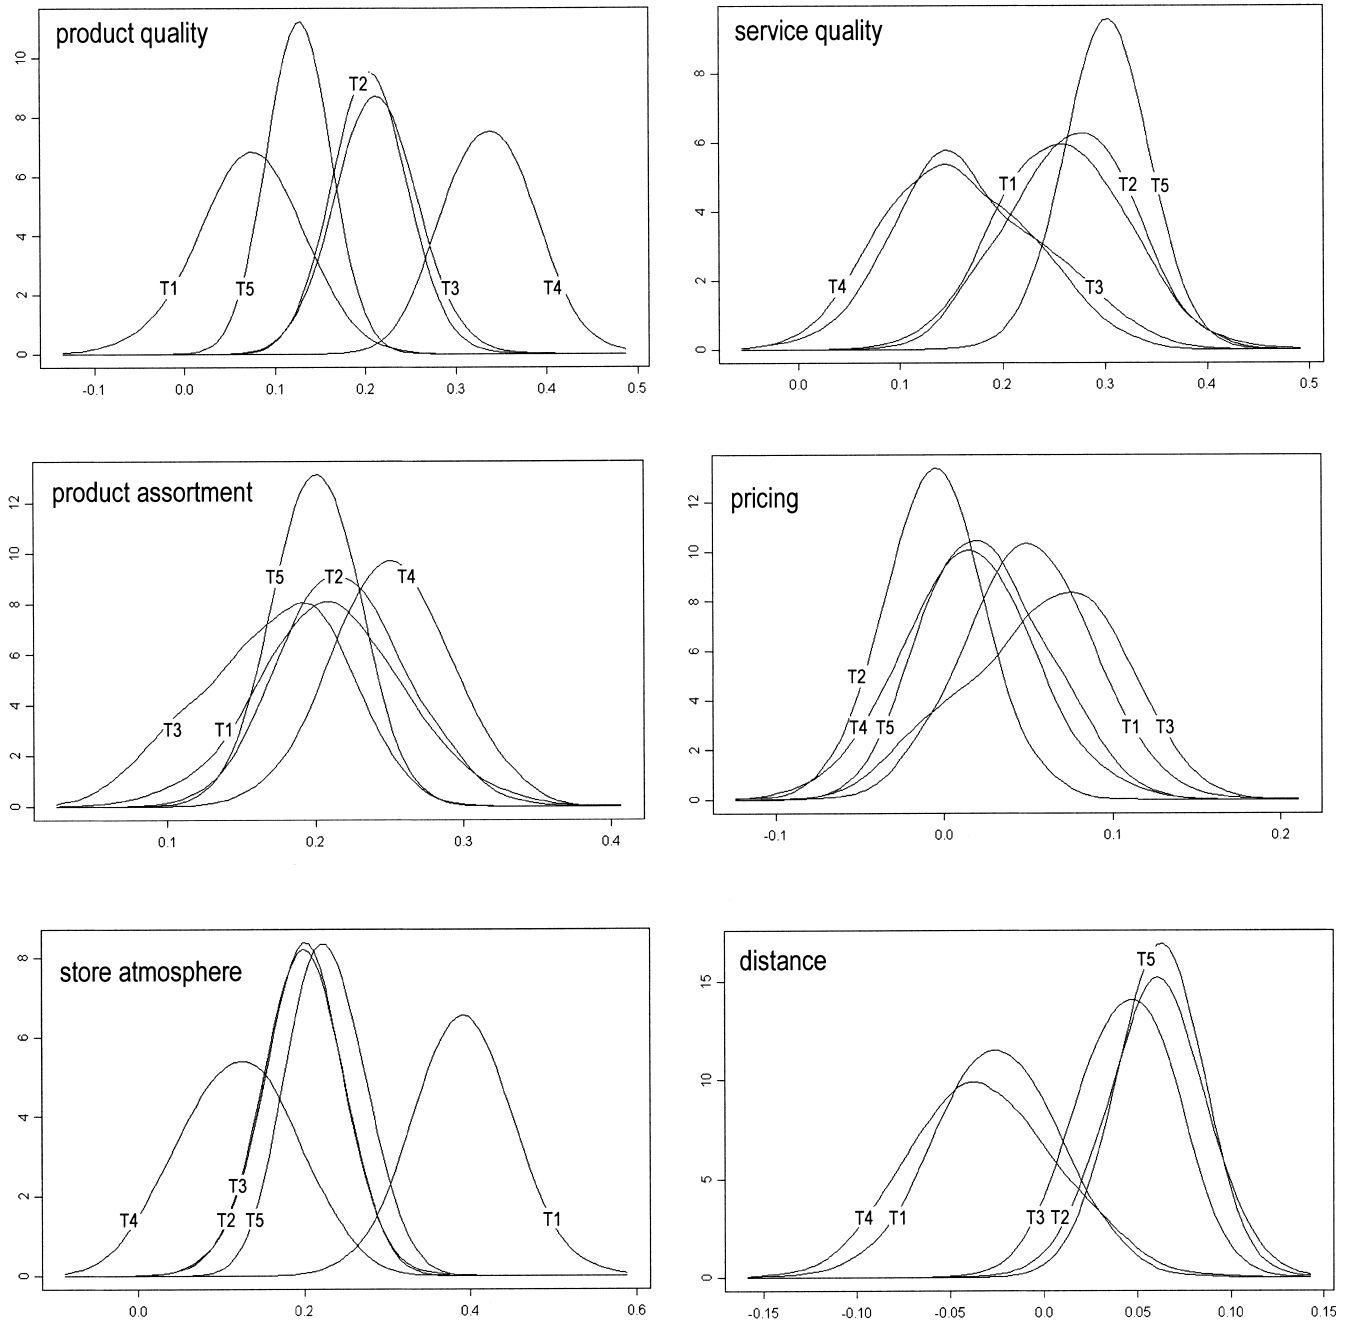 product quality
10
8
6
4
2
0
T2
T1
T5
T3
T4
-0.1 0.0 0.1 0.2 0.3 0.4 0.5
service quality
8
6
4
2
0
T1
T2
T5
T4
T3
0.0 0.1 0.2 0.3 0.4 0.5
product assortment
12
10
8
6
4
2
0
T5
T2
T4
T3
T1
0.1 0.2 0.3 0.4
pricing
12
10
8
6
4
2
0
T2
T4
T5
T1
T3
-0.1 0.0 0.1 0.2
store atmosphere
8
6
4
2
0
T3
T4
T2
T5
T1
0.0 0.2 0.4 0.6
distance
15
10
5
0
T5
T4
T1
T3
T2
-0.15 -0.10 -0.05 0.0 0.05 0.10 0.15